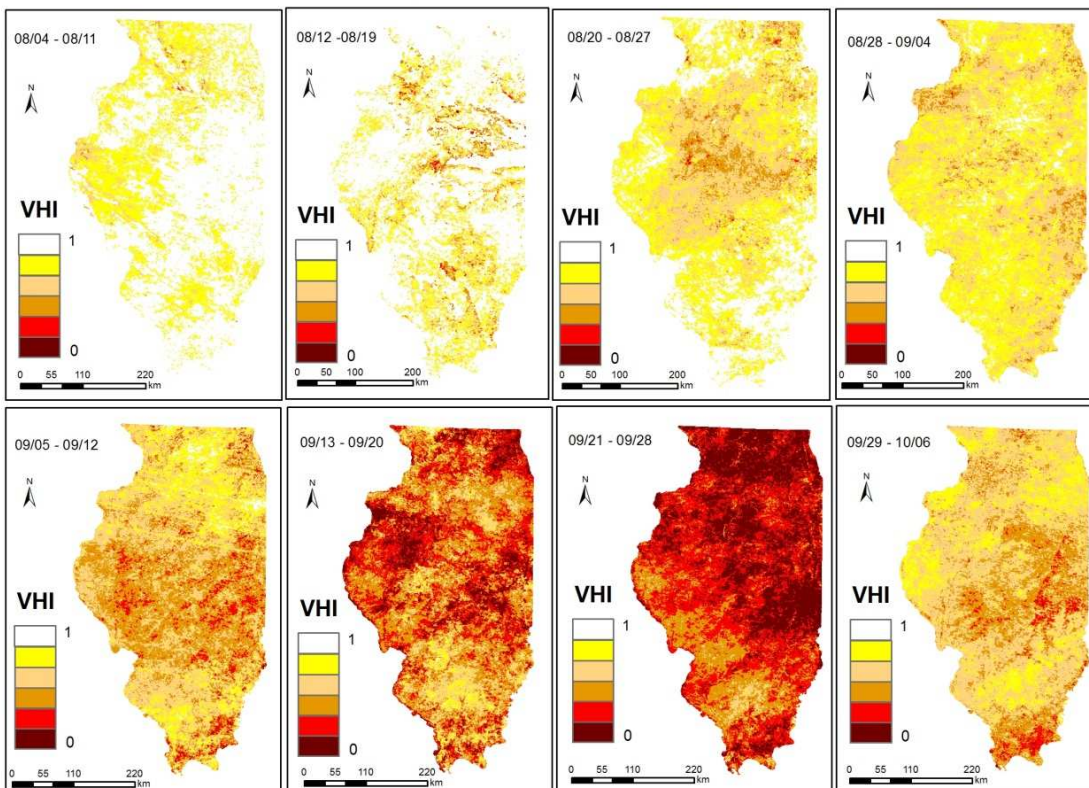 08/04 - 08/11
N
VHI
1
0
0 55 110 220
km
08/12 -08/19
N
VHI
1
0
0 50 100 200
km
08/20 - 08/27
N
VHI
1
0
0 50 100 200
km
08/28 - 09/04
N
VHI
1
0
0 50 100 200
km
09/05 - 09/12
N
VHI
1
0
0 55 110 220
km
09/13 - 09/20
N
VHI
1
0
0 55 110 220
km
09/21 - 09/28
N
VHI
1
0
0 55 110 220
km
09/29 - 10/06
N
VHI
1
0
0 55 110 220
km